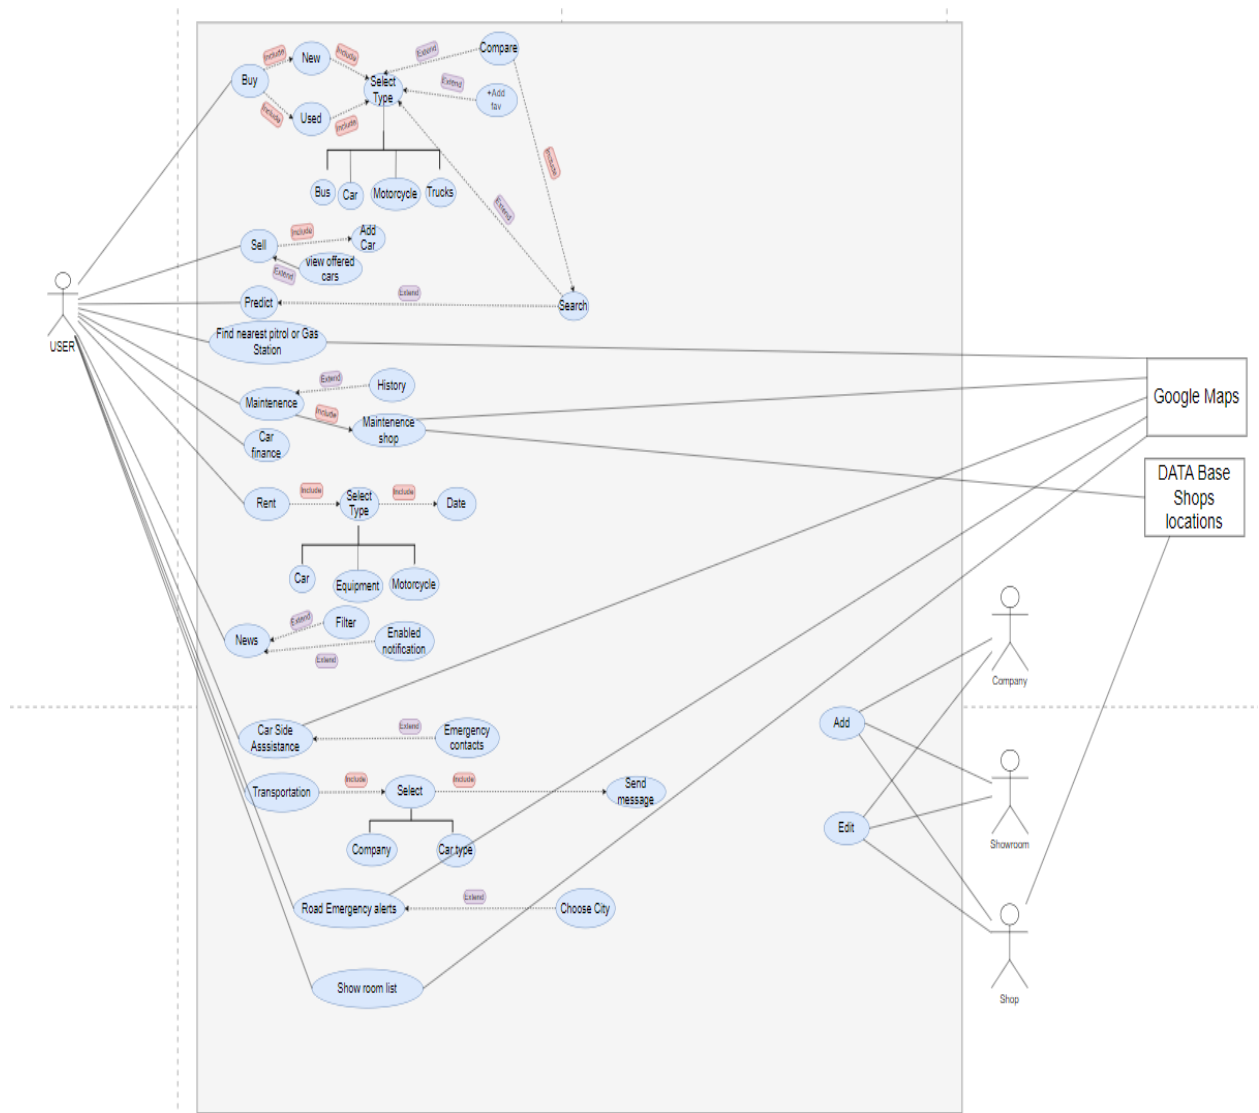 Compare
Include
New
Include
Extend
Buy
Select
Type
Extend
+Add
fav
Include
Used
Include
Include
Bus
Car
Motorcycle
Trucks
Extend
Add
Car
Include
Sell
view offered
cars
Extend
Predict
Extend
Search
Find nearest pitrol or Gas
Station
USER
Extend
History
Maintenence
Include
Maintenence
shop
Google Maps
Car
finance
DATA Base
Shops
locations
Rent
Include
Select
Type
Include
Date
Car
Equipment
Motorcycle
Extend
Filter
News
Enabled
notification
Extend
Company
Car Side
Asssistance
Extend
Emergency
contacts
Add
Transportation
Include
Select
Include
Send
message
Edit
Showroom
Company
Car type
Extend
Road Emergency alerts
Choose City
Show room list
Shop